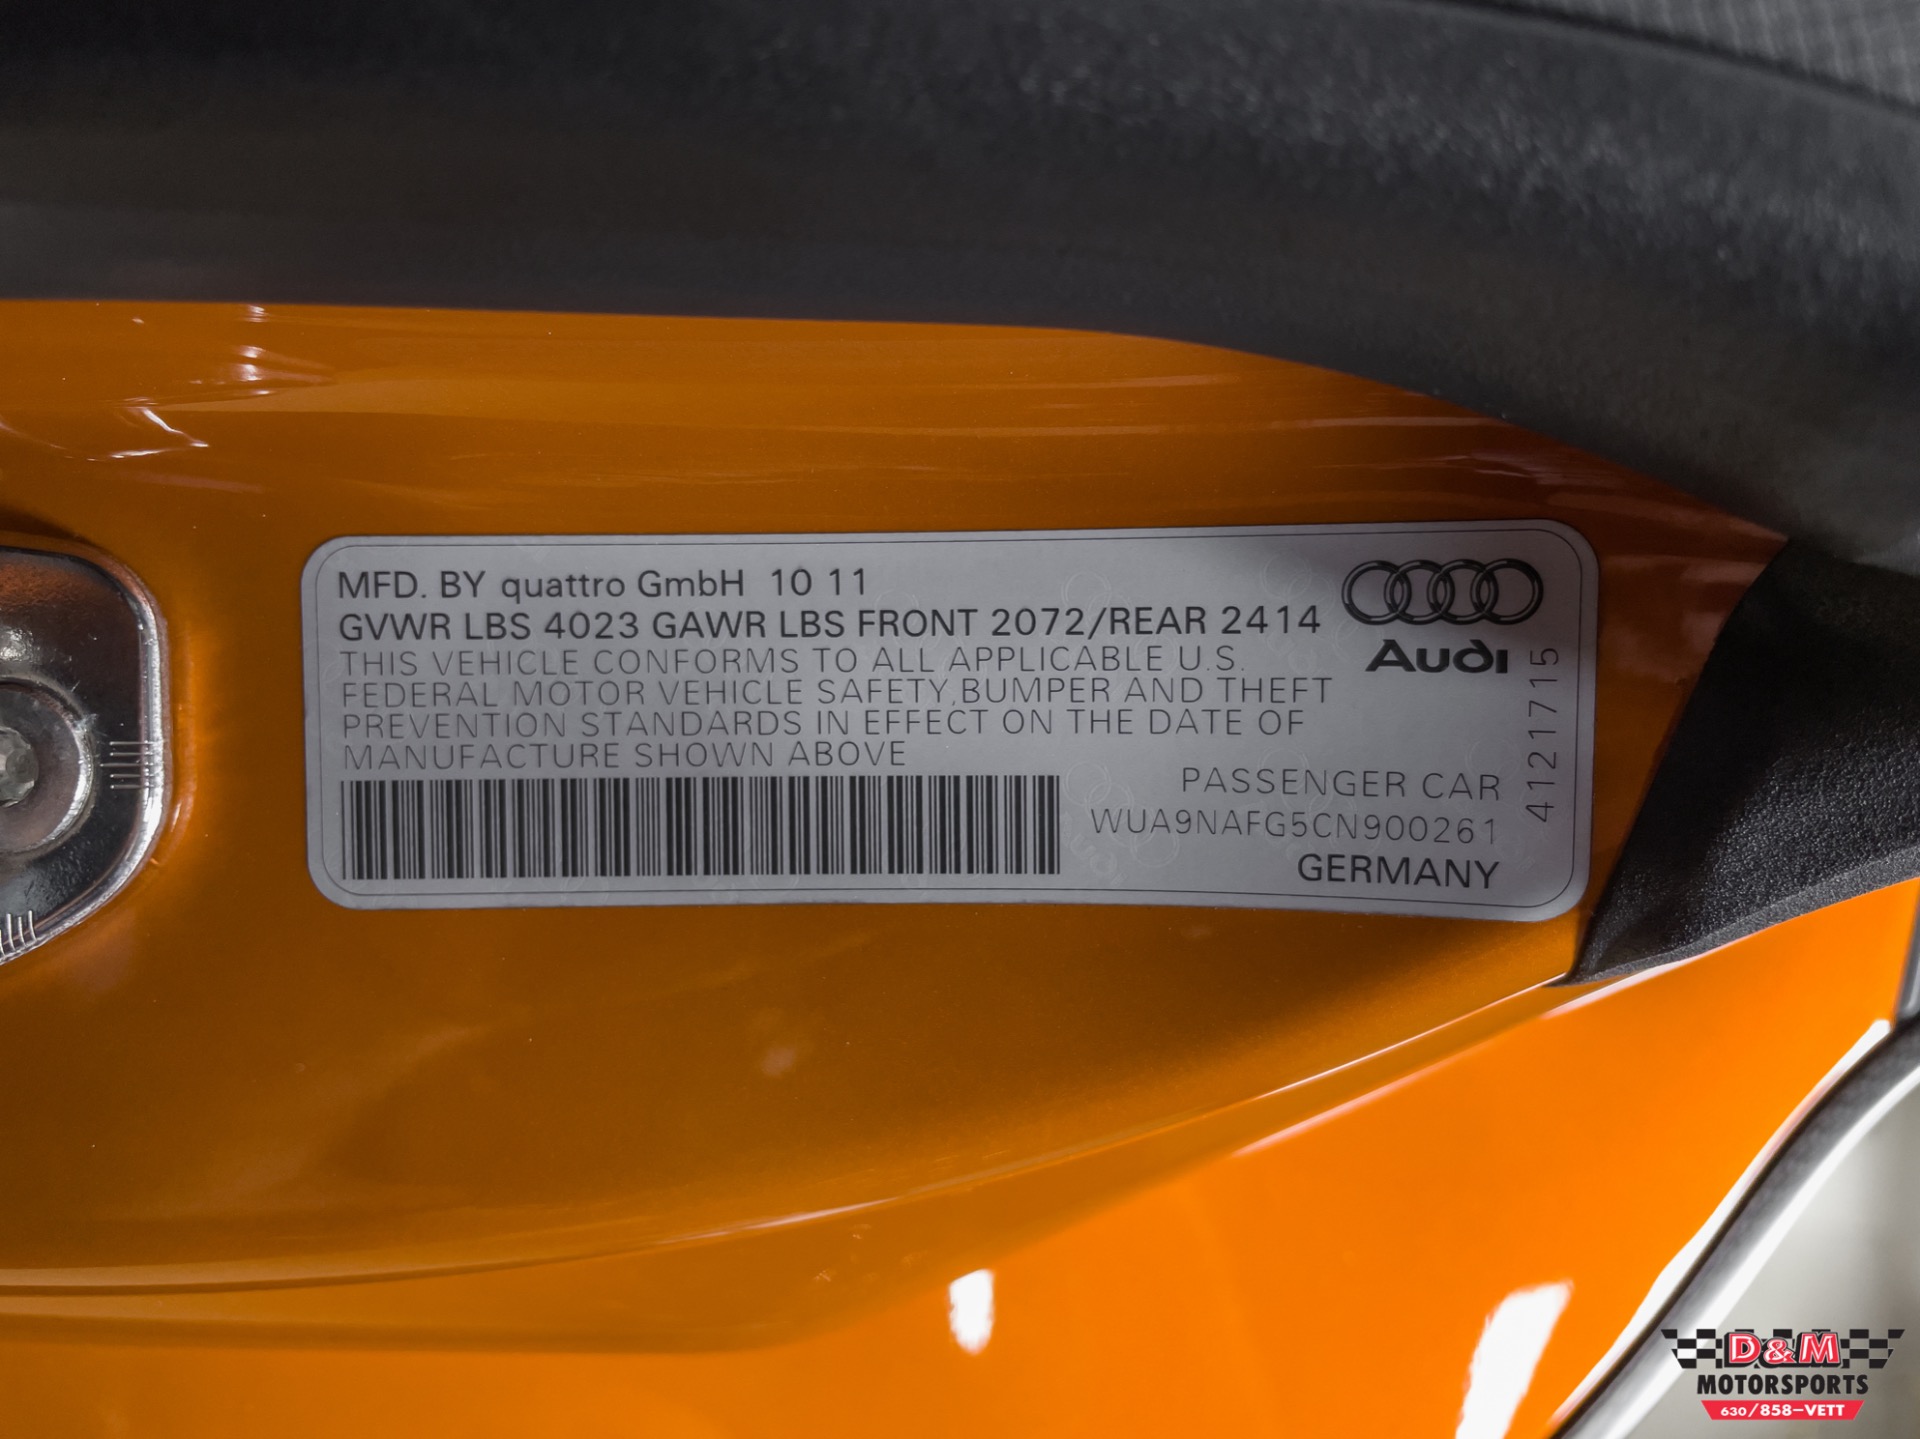 MFD. BY quattro GmbH 10 11
GVWR LBS 4023 GAWR LBS FRONT 2072/REAR 2414
THIS VEHICLE CONFORMS TO ALL APPLICABLE U.S.
FEDERAL MOTOR VEHICLE SAFETY,BUMPER AND THEFT
PREVENTION STANDARDS IN EFFECT ON THE DATE OF
MANUFACTURE SHOWN ABOVE
Audi
4121715
PASSENGER CAR
WUA9NAFG5CN900261
GERMANY
D&M
MOTORSPORTS
630/858-VETT